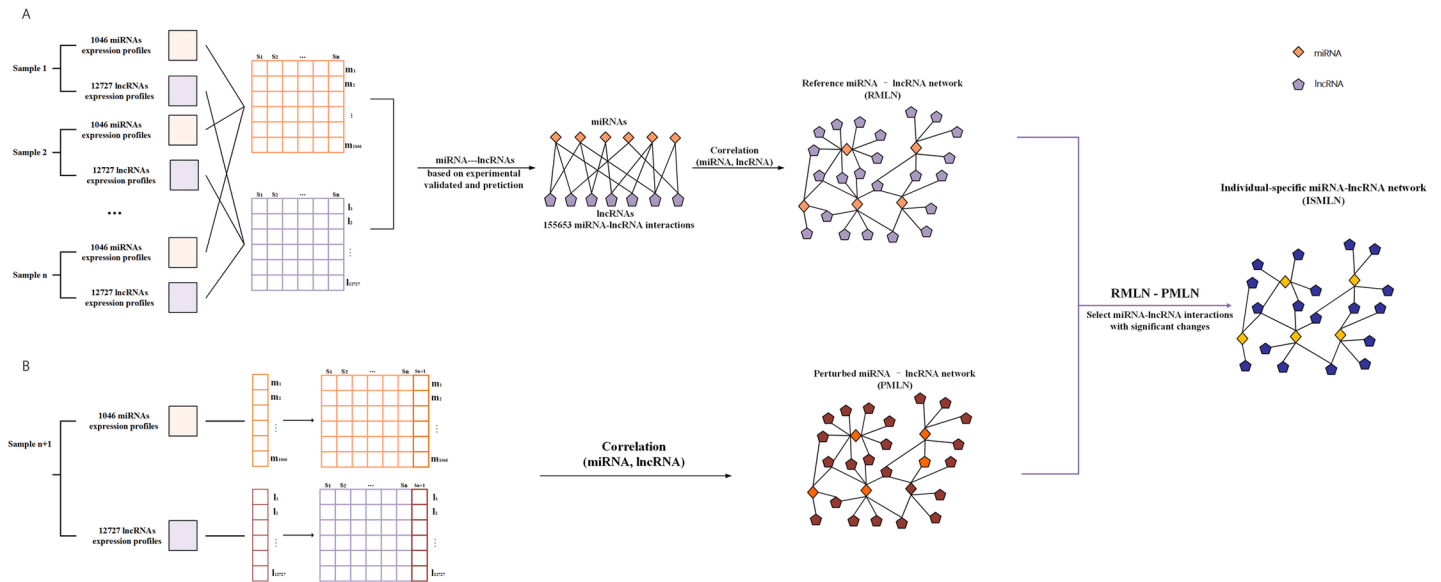 A
Sample 1
1046 miRNAs
expression profiles
12727 lncRNAs
expression profiles
Sample 2
1046 miRNAs
expression profiles
12727 lncRNAs
expression profiles
...
Sample n
1046 miRNAs
expression profiles
12727 lncRNAs
expression profiles
S1 S2 ... Sn
m1
m2
⋮
m1046
S1 S2 ... Sn
l1
l2
⋮
l12727
miRNA---lncRNAs
based on experimental
validated and pretiction
miRNAs
lncRNAs
155653 miRNA-lncRNA interactions
Correlation
(miRNA, lncRNA)
Reference miRNA – lncRNA network
(RMLN)
miRNA
lncRNA
RMLN - PMLN
Select miRNA-lncRNA interactions
with significant changes
Individual-specific miRNA-lncRNA network
(ISMLN)
B
Sample n+1
1046 miRNAs
expression profiles
12727 lncRNAs
expression profiles
m1
m2
⋮
m1046
S1 S2 ... Sn Sn+1
m1
m2
⋮
m1046
l1
l2
⋮
l12727
S1 S2 ... Sn Sn+1
l1
l2
⋮
l12727
Correlation
(miRNA, lncRNA)
Perturbed miRNA – lncRNA network
(PMLN)